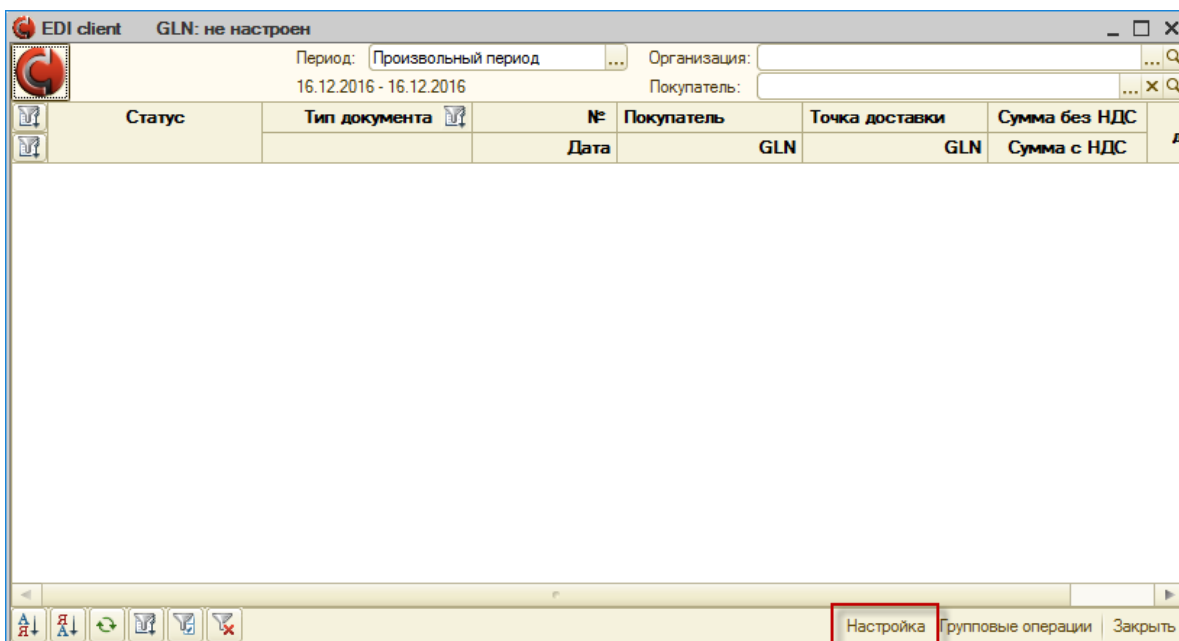 EDI client GLN: не настроен
Период: Произвольный период ... Организация: ...
16.12.2016 - 16.12.2016 Покупатель: ...
Статус Тип документа № Покупатель Точка доставки Сумма без НДС
Дата GLN GLN Сумма с НДС
Настройка Групповые операции Закрыть